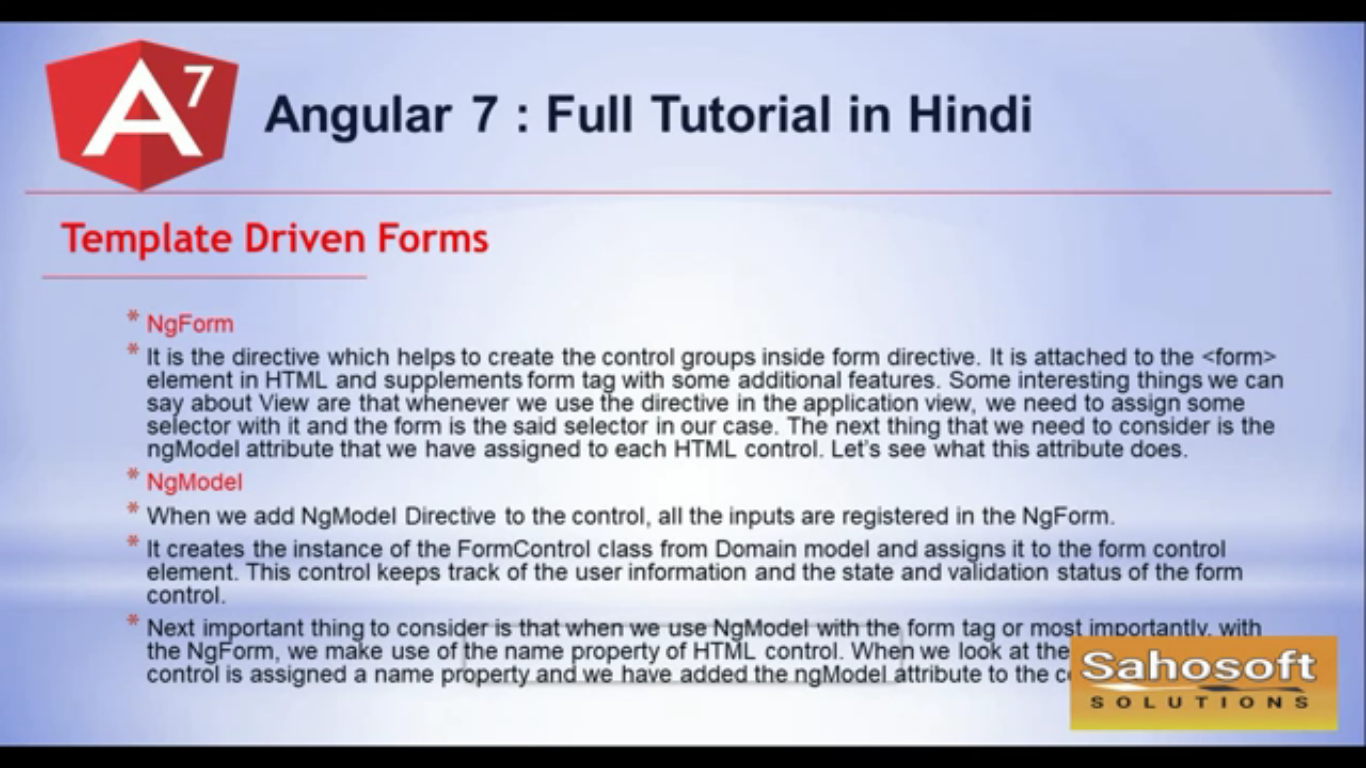 A7
Angular 7 : Full Tutorial in Hindi
Template Driven Forms
* NgForm
* It is the directive which helps to create the control groups inside form directive. It is attached to the <form>
element in HTML and supplements form tag with some additional features. Some interesting things we can
say about View are that whenever we use the directive in the application view, we need to assign some
selector with it and the form is the said selector in our case. The next thing that we need to consider is the
ngModel attribute that we have assigned to each HTML control. Let's see what this attribute does.
* NgModel
* When we add NgModel Directive to the control, all the inputs are registered in the NgForm.
* It creates the instance of the FormControl class from Domain model and assigns it to the form control
element. This control keeps track of the user information and the state and validation status of the form
control.
* Next important thing to consider is that when we use NgModel with the form tag or most importantly, with
the NgForm, we make use of the name property of HTML control. When we look at the
control is assigned a name property and we have added the ngModel attribute to the
Sahosoft
SOLUTIONS